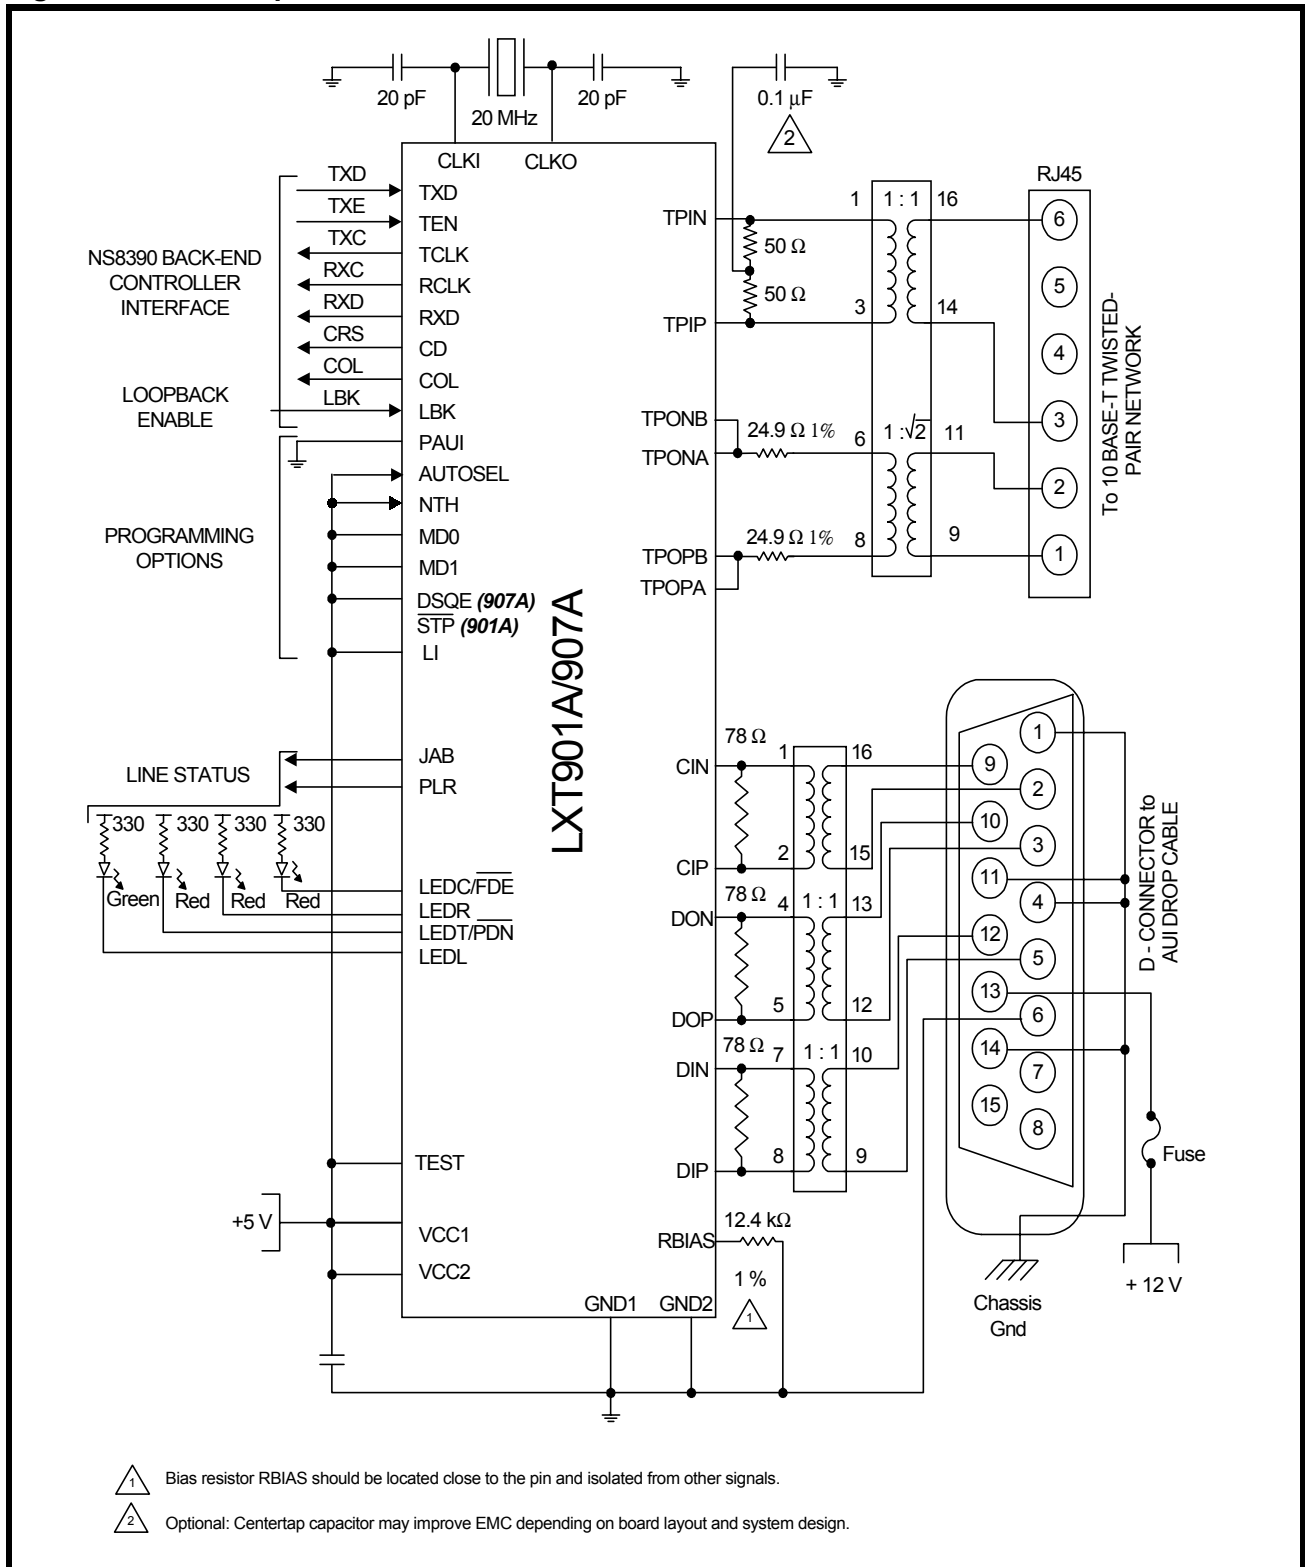 20 pF
20 MHz
20 pF
0.1 μF
2
CLKI
CLKO
TXD
TXE
TXC
RXC
RXD
CRS
COL
LBK
NS8390 BACK-END
CONTROLLER
INTERFACE
LOOPBACK
ENABLE
PROGRAMMING
OPTIONS
TXD
TEN
TCLK
RCLK
RXD
CD
COL
LBK
PAUI
AUTOSEL
NTH
MD0
MD1
DSQE (907A)
STP (901A)
LI
LINE STATUS
JAB
PLR
330
330
330
330
Green
Red
Red
Red
LEDC/FDE
LEDR
LEDT/PDN
LEDL
TEST
+5 V
VCC1
VCC2
LXT901A/907A
GND1
GND2
TPIN
50 Ω
50 Ω
TPIP
TPONB
TPONA
24.9 Ω 1%
TPOPB
TPOPA
24.9 Ω 1%
1
1 : 1
16
3
14
6
1 :√2
11
8
9
RJ45
6
5
4
3
2
1
To 10 BASE-T TWISTED-
PAIR NETWORK
CIN
78 Ω
1
16
CIP
2
15
DON
78 Ω
4
1 : 1
13
DOP
5
12
DIN
78 Ω
7
1 : 1
10
DIP
8
9
RBIAS
12.4 kΩ
1 %
1
1
9
2
10
3
11
4
12
5
13
6
14
7
15
8
D - CONNECTOR to
AUI DROP CABLE
Fuse
+ 12 V
Chassis
Gnd
1 Bias resistor RBIAS should be located close to the pin and isolated from other signals.
2 Optional: Centertap capacitor may improve EMC depending on board layout and system design.